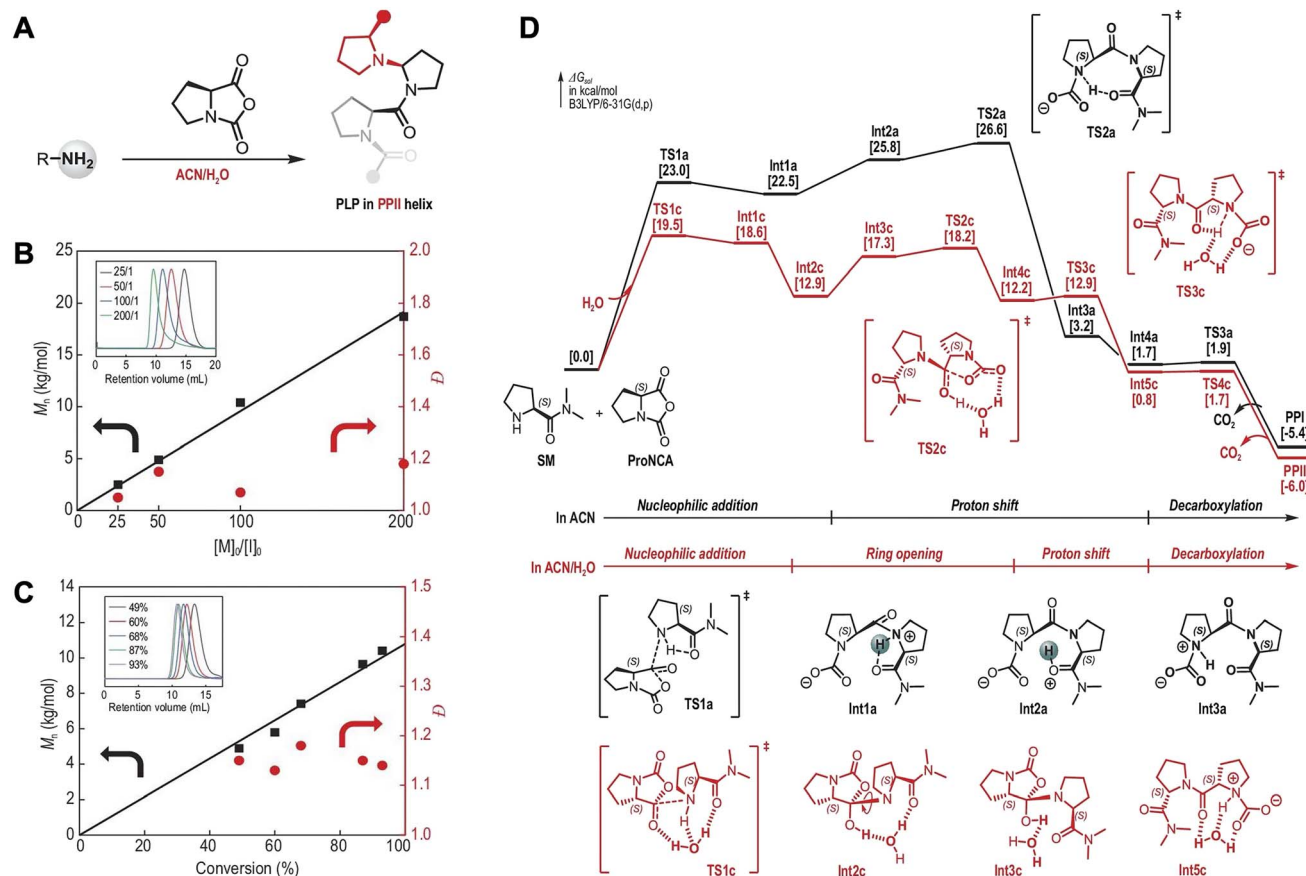 A
R
NH2
ACN/H2O
O
O
O
N
N
N
O
N
O
PLP in PPII helix
B
25
20
15
10
5
0
Mn (kg/mol)
25/1
50/1
100/1
200/1
0 5 10 15 20
Retention volume (mL)
2.0
1.8
1.6
1.4
1.2
1.0
Đ
0 25 50 100 200
[M]0/[I]0
C
14
12
10
8
6
4
2
0
Mn (kg/mol)
49%
60%
68%
87%
93%
0 5 10 15 20
Retention volume (mL)
1.5
1.4
1.3
1.2
1.1
1.0
Đ
0 20 40 60 80 100
Conversion (%)
D
ΔGsol
in kcal/mol
B3LYP/6-31G(d,p)
[0.0]
H2O
TS1a
[23.0]
Int1a
[22.5]
Int2a
[25.8]
TS2a
[26.6]
TS1c
[19.5]
Int1c
[18.6]
Int2c
[12.9]
Int3c
[17.3]
TS2c
[18.2]
Int4c
[12.2]
TS3c
[12.9]
Int3a
[3.2]
Int4a
[1.7]
TS3a
[1.9]
Int5c
[0.8]
TS4c
[1.7]
CO2
PPI
[-5.4]
CO2
PPII
[-6.0]
TS2a
TS3c
TS2c
SM
+
ProNCA
In ACN
Nucleophilic addition
Proton shift
Decarboxylation
In ACN/H2O
Nucleophilic addition
Ring opening
Proton shift
Decarboxylation
TS1a
Int1a
Int2a
Int3a
TS1c
Int2c
Int3c
Int5c